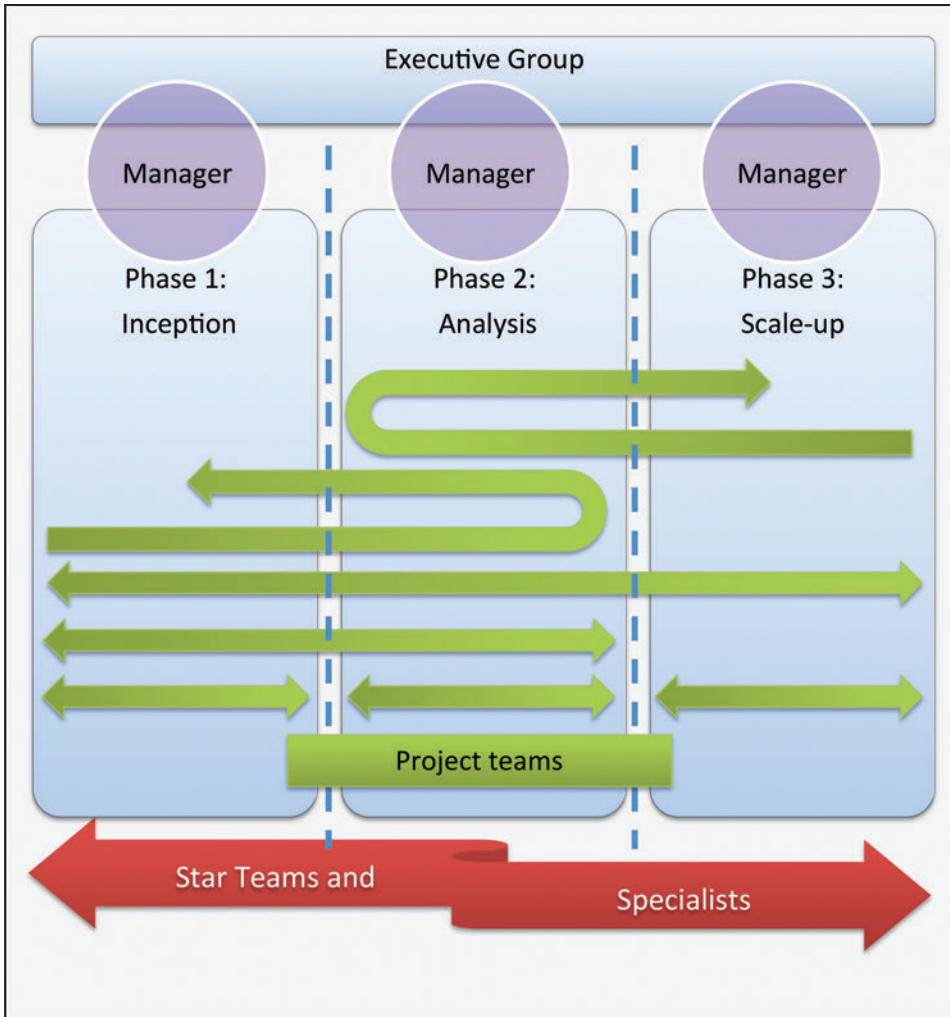 Executive Group
Manager
Manager
Manager
Phase 1:
Inception
Phase 2:
Analysis
Phase 3:
Scale-up
Project teams
Star Teams and
Specialists